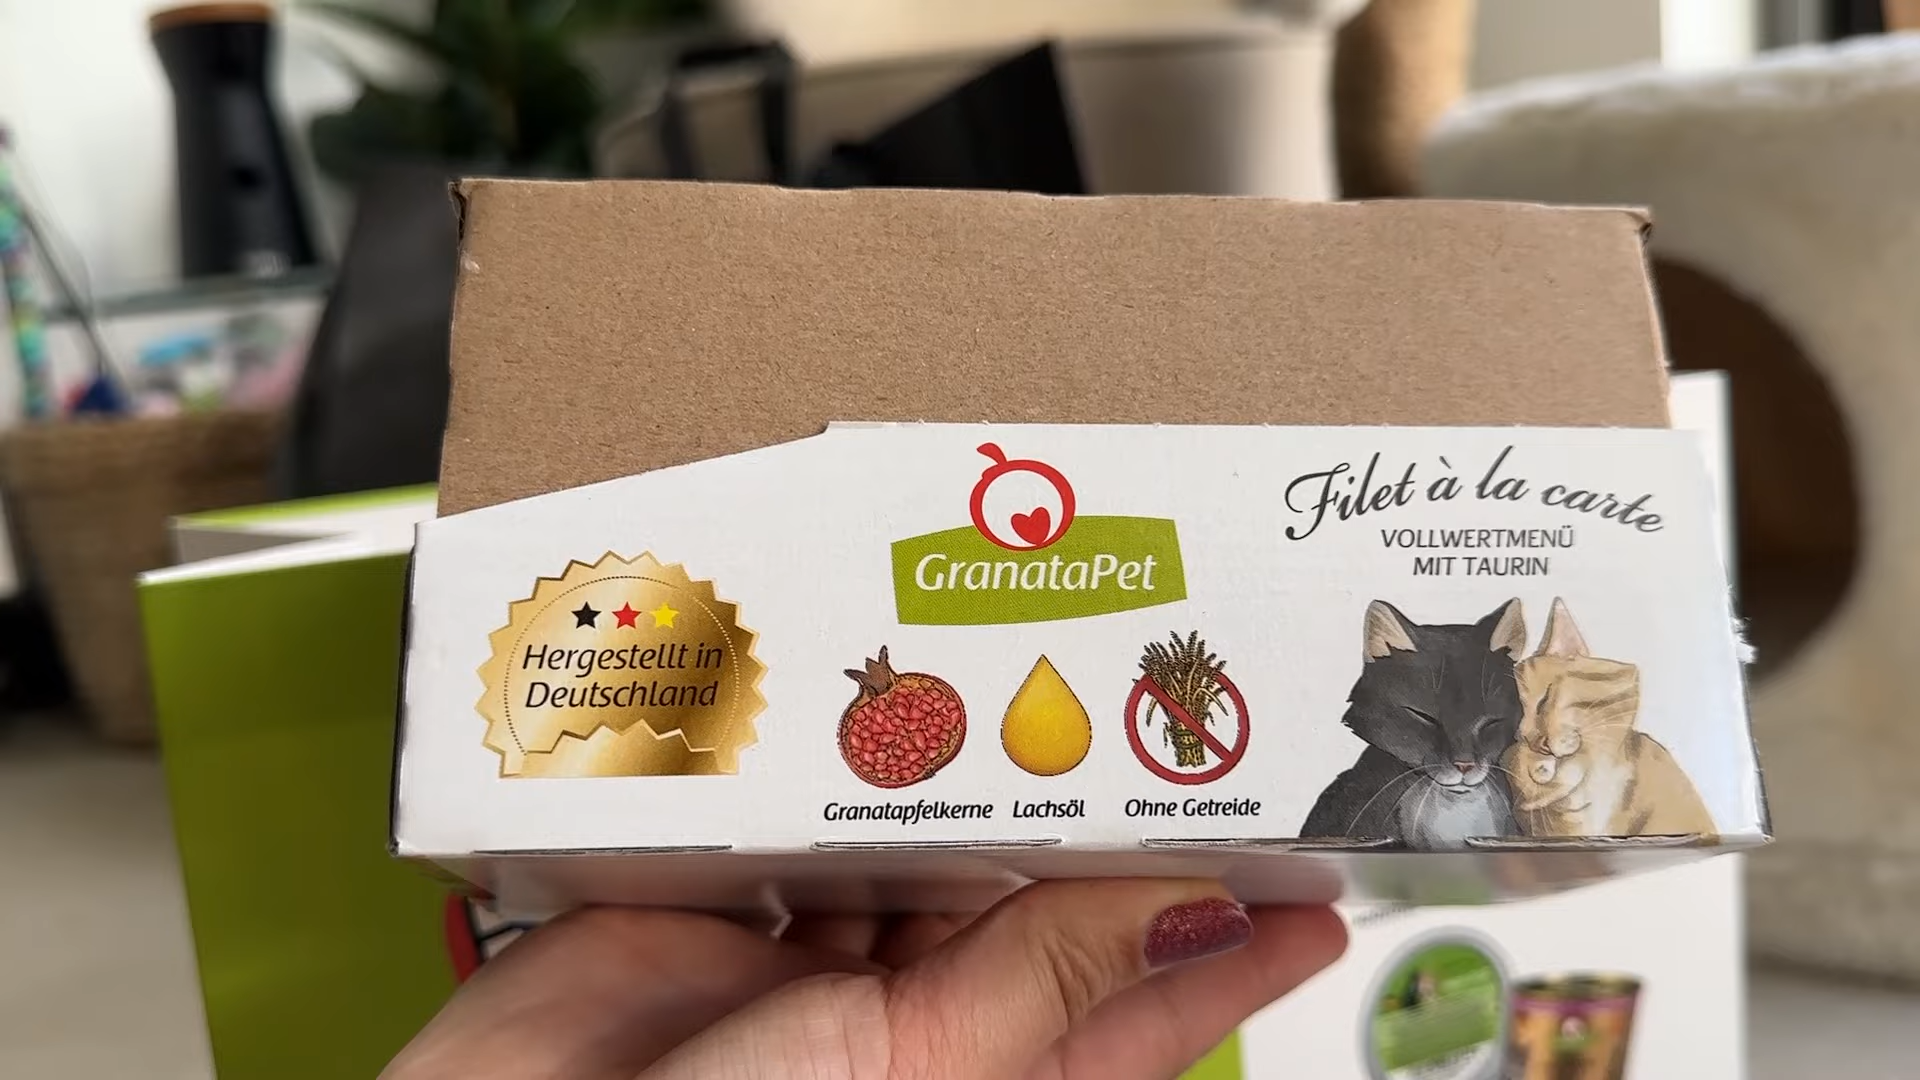 Hergestellt in
Deutschland
GranataPet
Granatapfelkerne
Lachsöl
Ohne Getreide
Filet à la carte
VOLLWERTMENÜ
MIT TAURIN